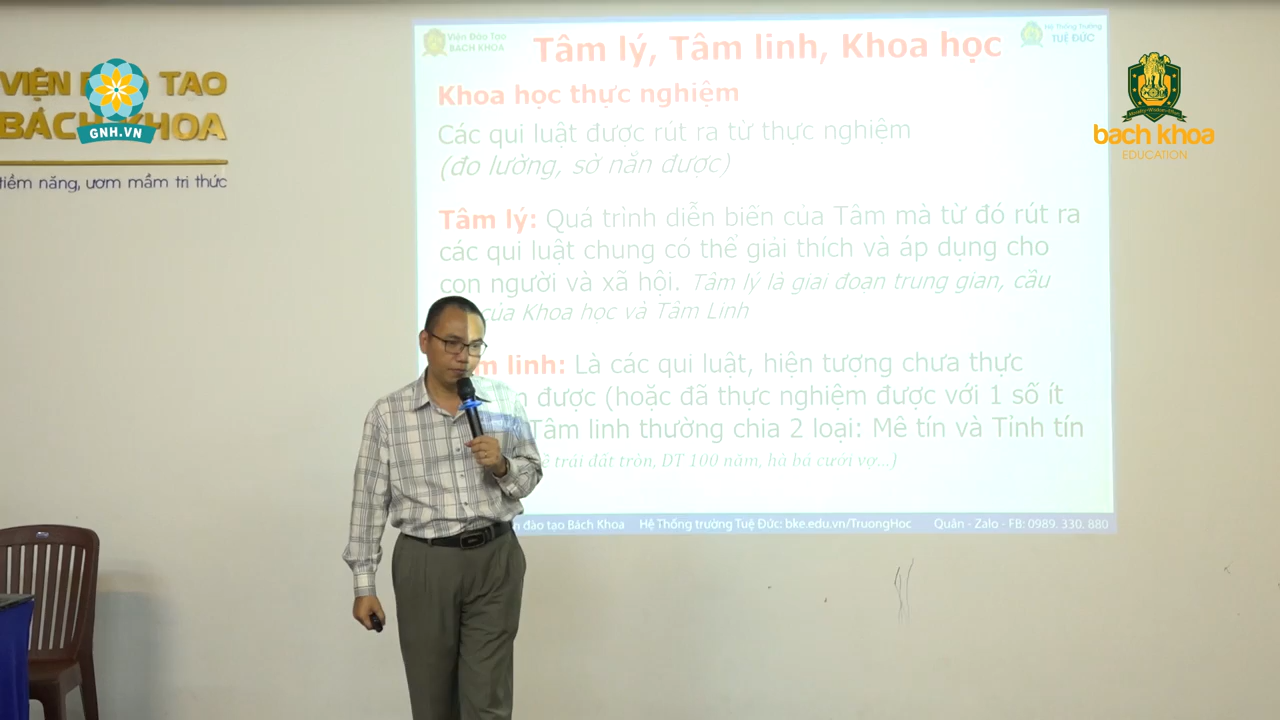 VIỆN ĐÀO TẠO
BÁCH KHOA
GNH.VN
tiềm năng, ươm mầm tri thức
Viện Đào Tạo
BÁCH KHOA
Hệ Thống Trường
TUỆ ĐỨC
Tâm lý, Tâm linh, Khoa học
Khoa học thực nghiệm
Các qui luật được rút ra từ thực nghiệm
(đo lường, sờ nắn được)
Tâm lý: Quá trình diễn biến của Tâm mà từ đó rút ra
các qui luật chung có thể giải thích và áp dụng cho
con người và xã hội. Tâm lý là giai đoạn trung gian, cầu
của Khoa học và Tâm Linh
linh: Là các qui luật, hiện tượng chưa thực
được (hoặc đã thực nghiệm được với 1 số ít
Tâm linh thường chia 2 loại: Mê tín và Tỉnh tín
trái đất tròn, DT 100 năm, hà bá cưới vợ...)
đào tạo Bách Khoa Hệ Thống trường Tuệ Đức: bke.edu.vn/TruongHoc Quân - Zalo - FB: 0989. 330. 880
bach khoa
EDUCATION